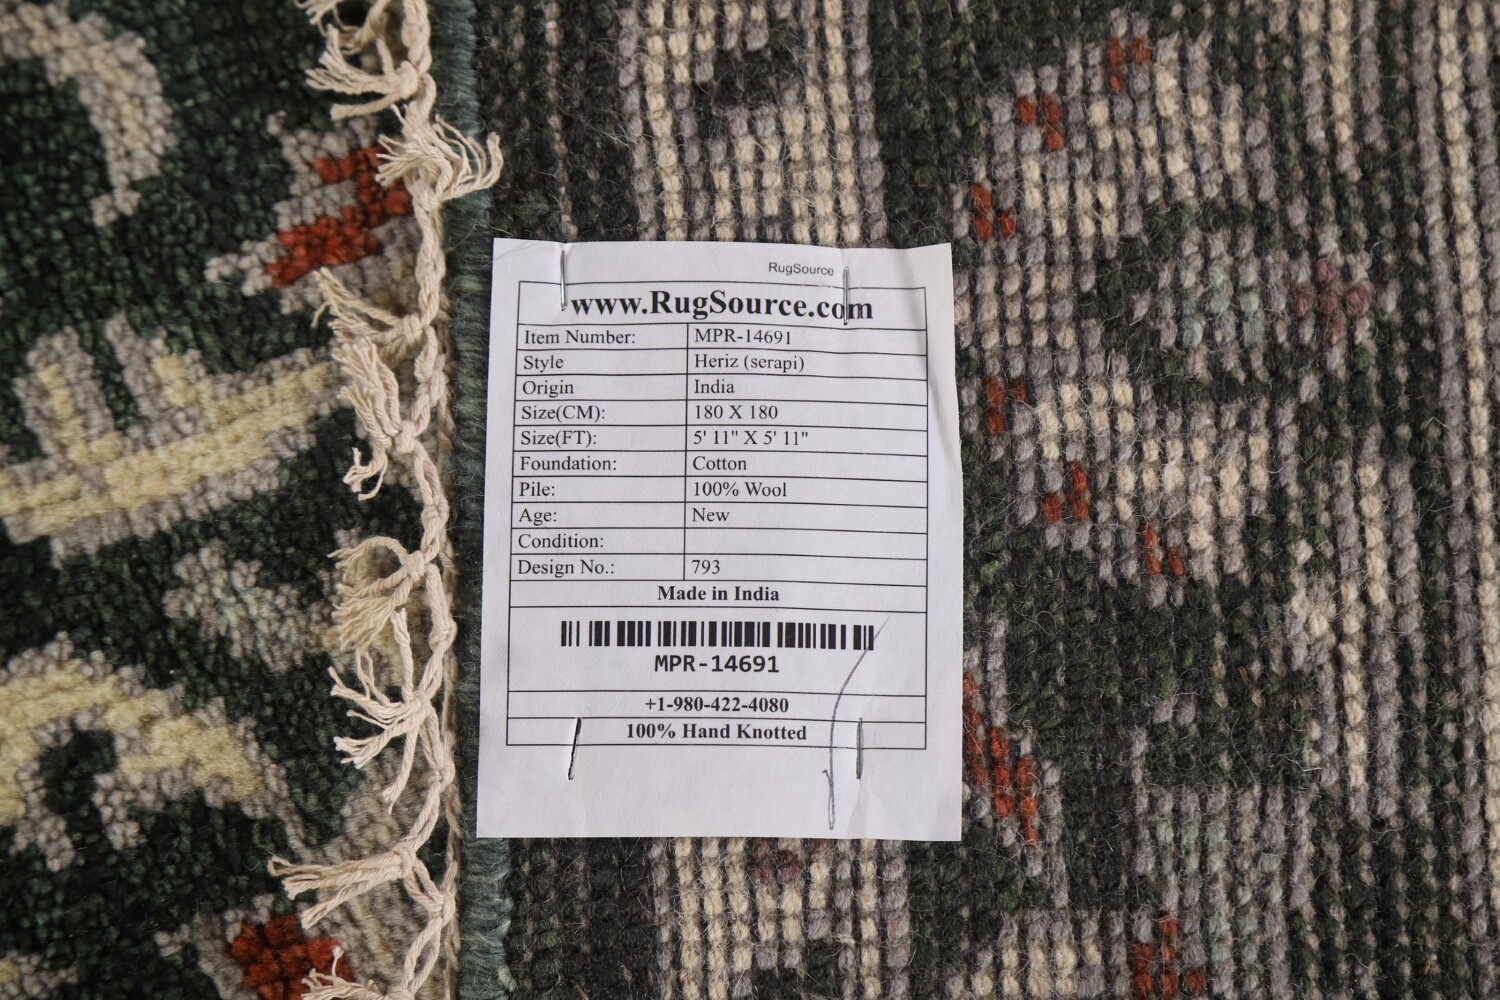 RugSource
www.RugSource.com
Item Number: MPR-14691
Style Heriz (serapi)
Origin India
Size(CM): 180 X 180
Size(FT): 5' 11" X 5' 11"
Foundation: Cotton
Pile: 100% Wool
Age: New
Condition:
Design No.: 793
Made in India
MPR-14691
+1-980-422-4080
100% Hand Knotted